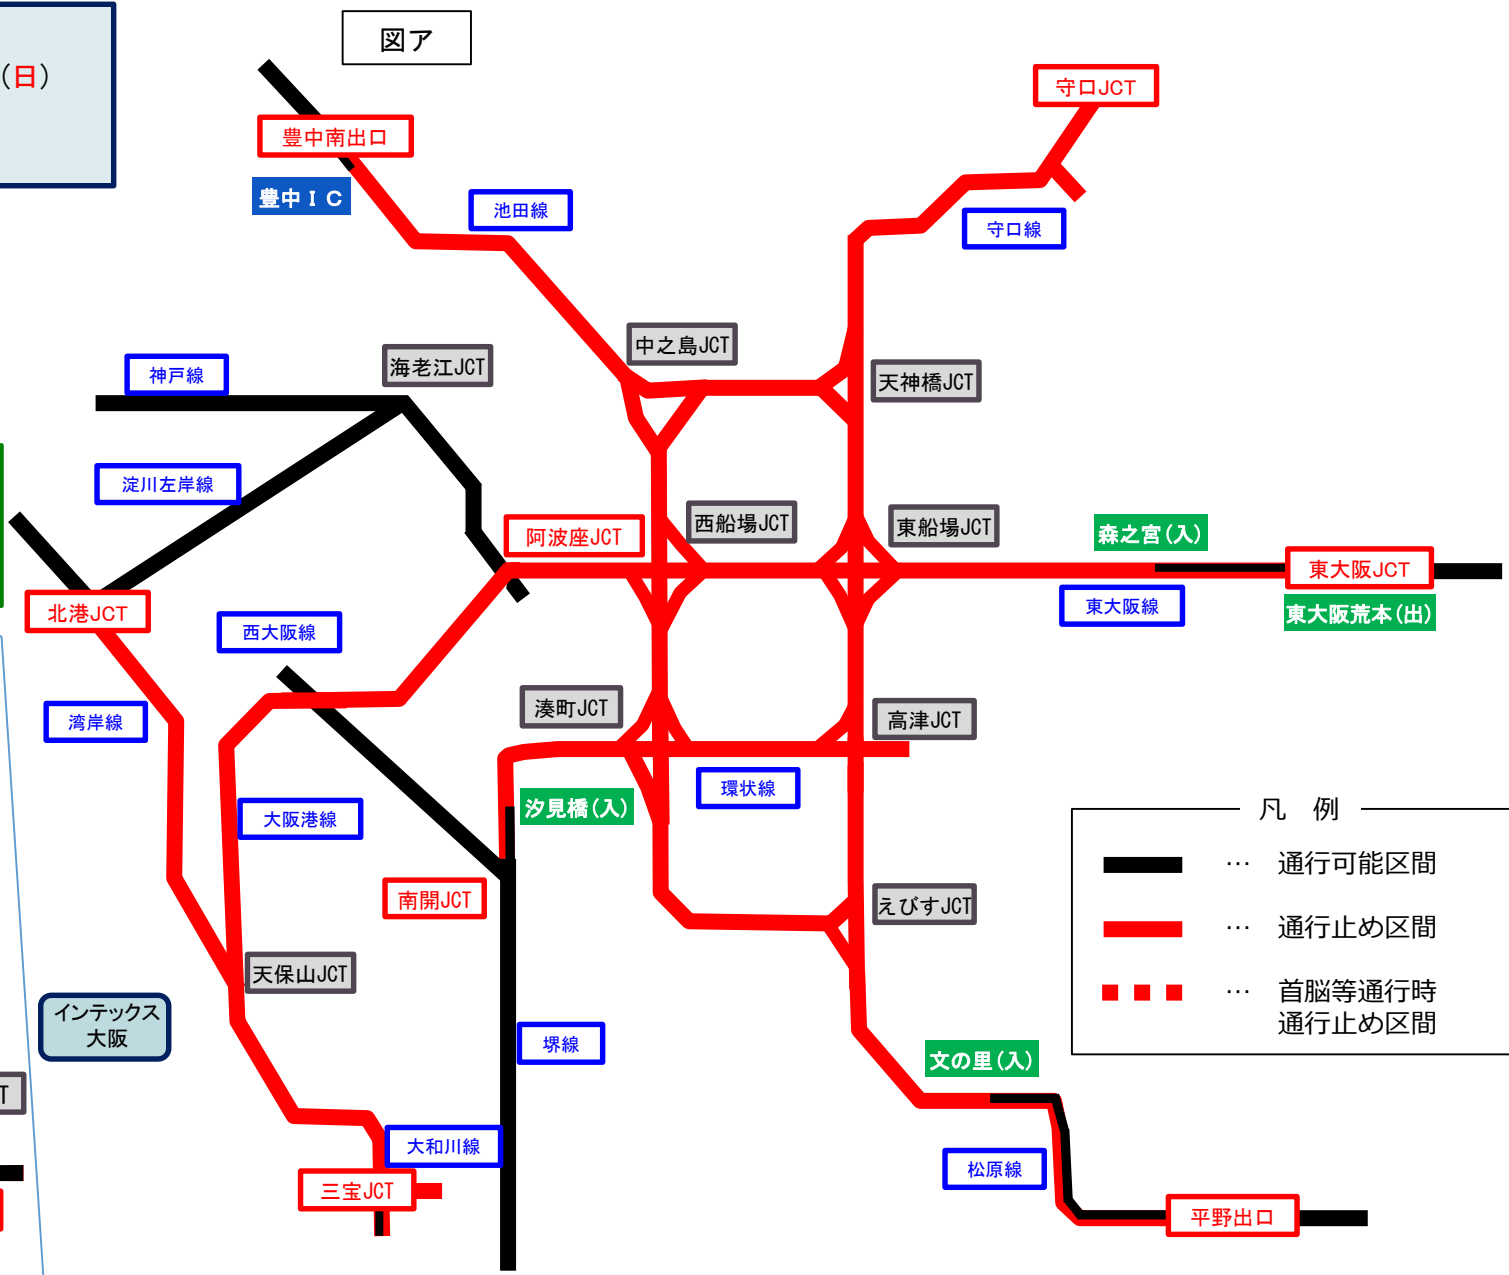 図ア
(日)
守口JCT
豊中南出口
豊中IC
池田線
守口線
中之島JCT
海老江JCT
神戸線
天神橋JCT
淀川左岸線
西船場JCT
阿波座JCT
東船場JCT
森之宮(入)
東大阪JCT
北港JCT
西大阪線
東大阪線
東大阪荒本(出)
湾岸線
湊町JCT
高津JCT
環状線
汐見橋(入)
大阪港線
凡 例
… 通行可能区間
南開JCT
えびすJCT
… 通行止め区間
天保山JCT
… 首脳等通行時
通行止め区間
インテックス
大阪
堺線
文の里(入)
T
大和川線
松原線
三宝JCT
平野出口